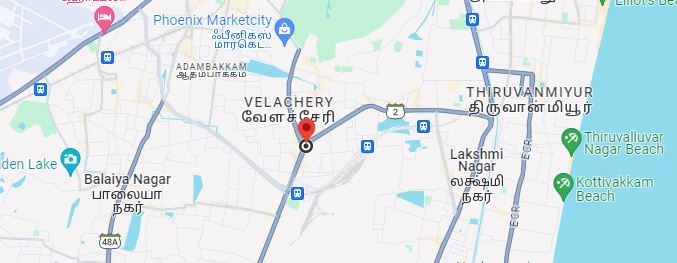 Elliot's Bea
Phoenix Marketcity
ஃபீனிக்ஸ்
மார்கெட்...
ADAMBAKKAM
ஆதம்பாக்கம்
VELACHERY
வேளச்சேரி
THIRUVANMIYUR
திருவான்மியூர்
2
Thiruvalluvar
Nagar Beach
ECR
Lakshmi
Nagar
லக்ஷ்மி
நகர்
den Lake
Balaiya Nagar
பாலையா
நகர்
Kottivakkam
Beach
ECR
48A